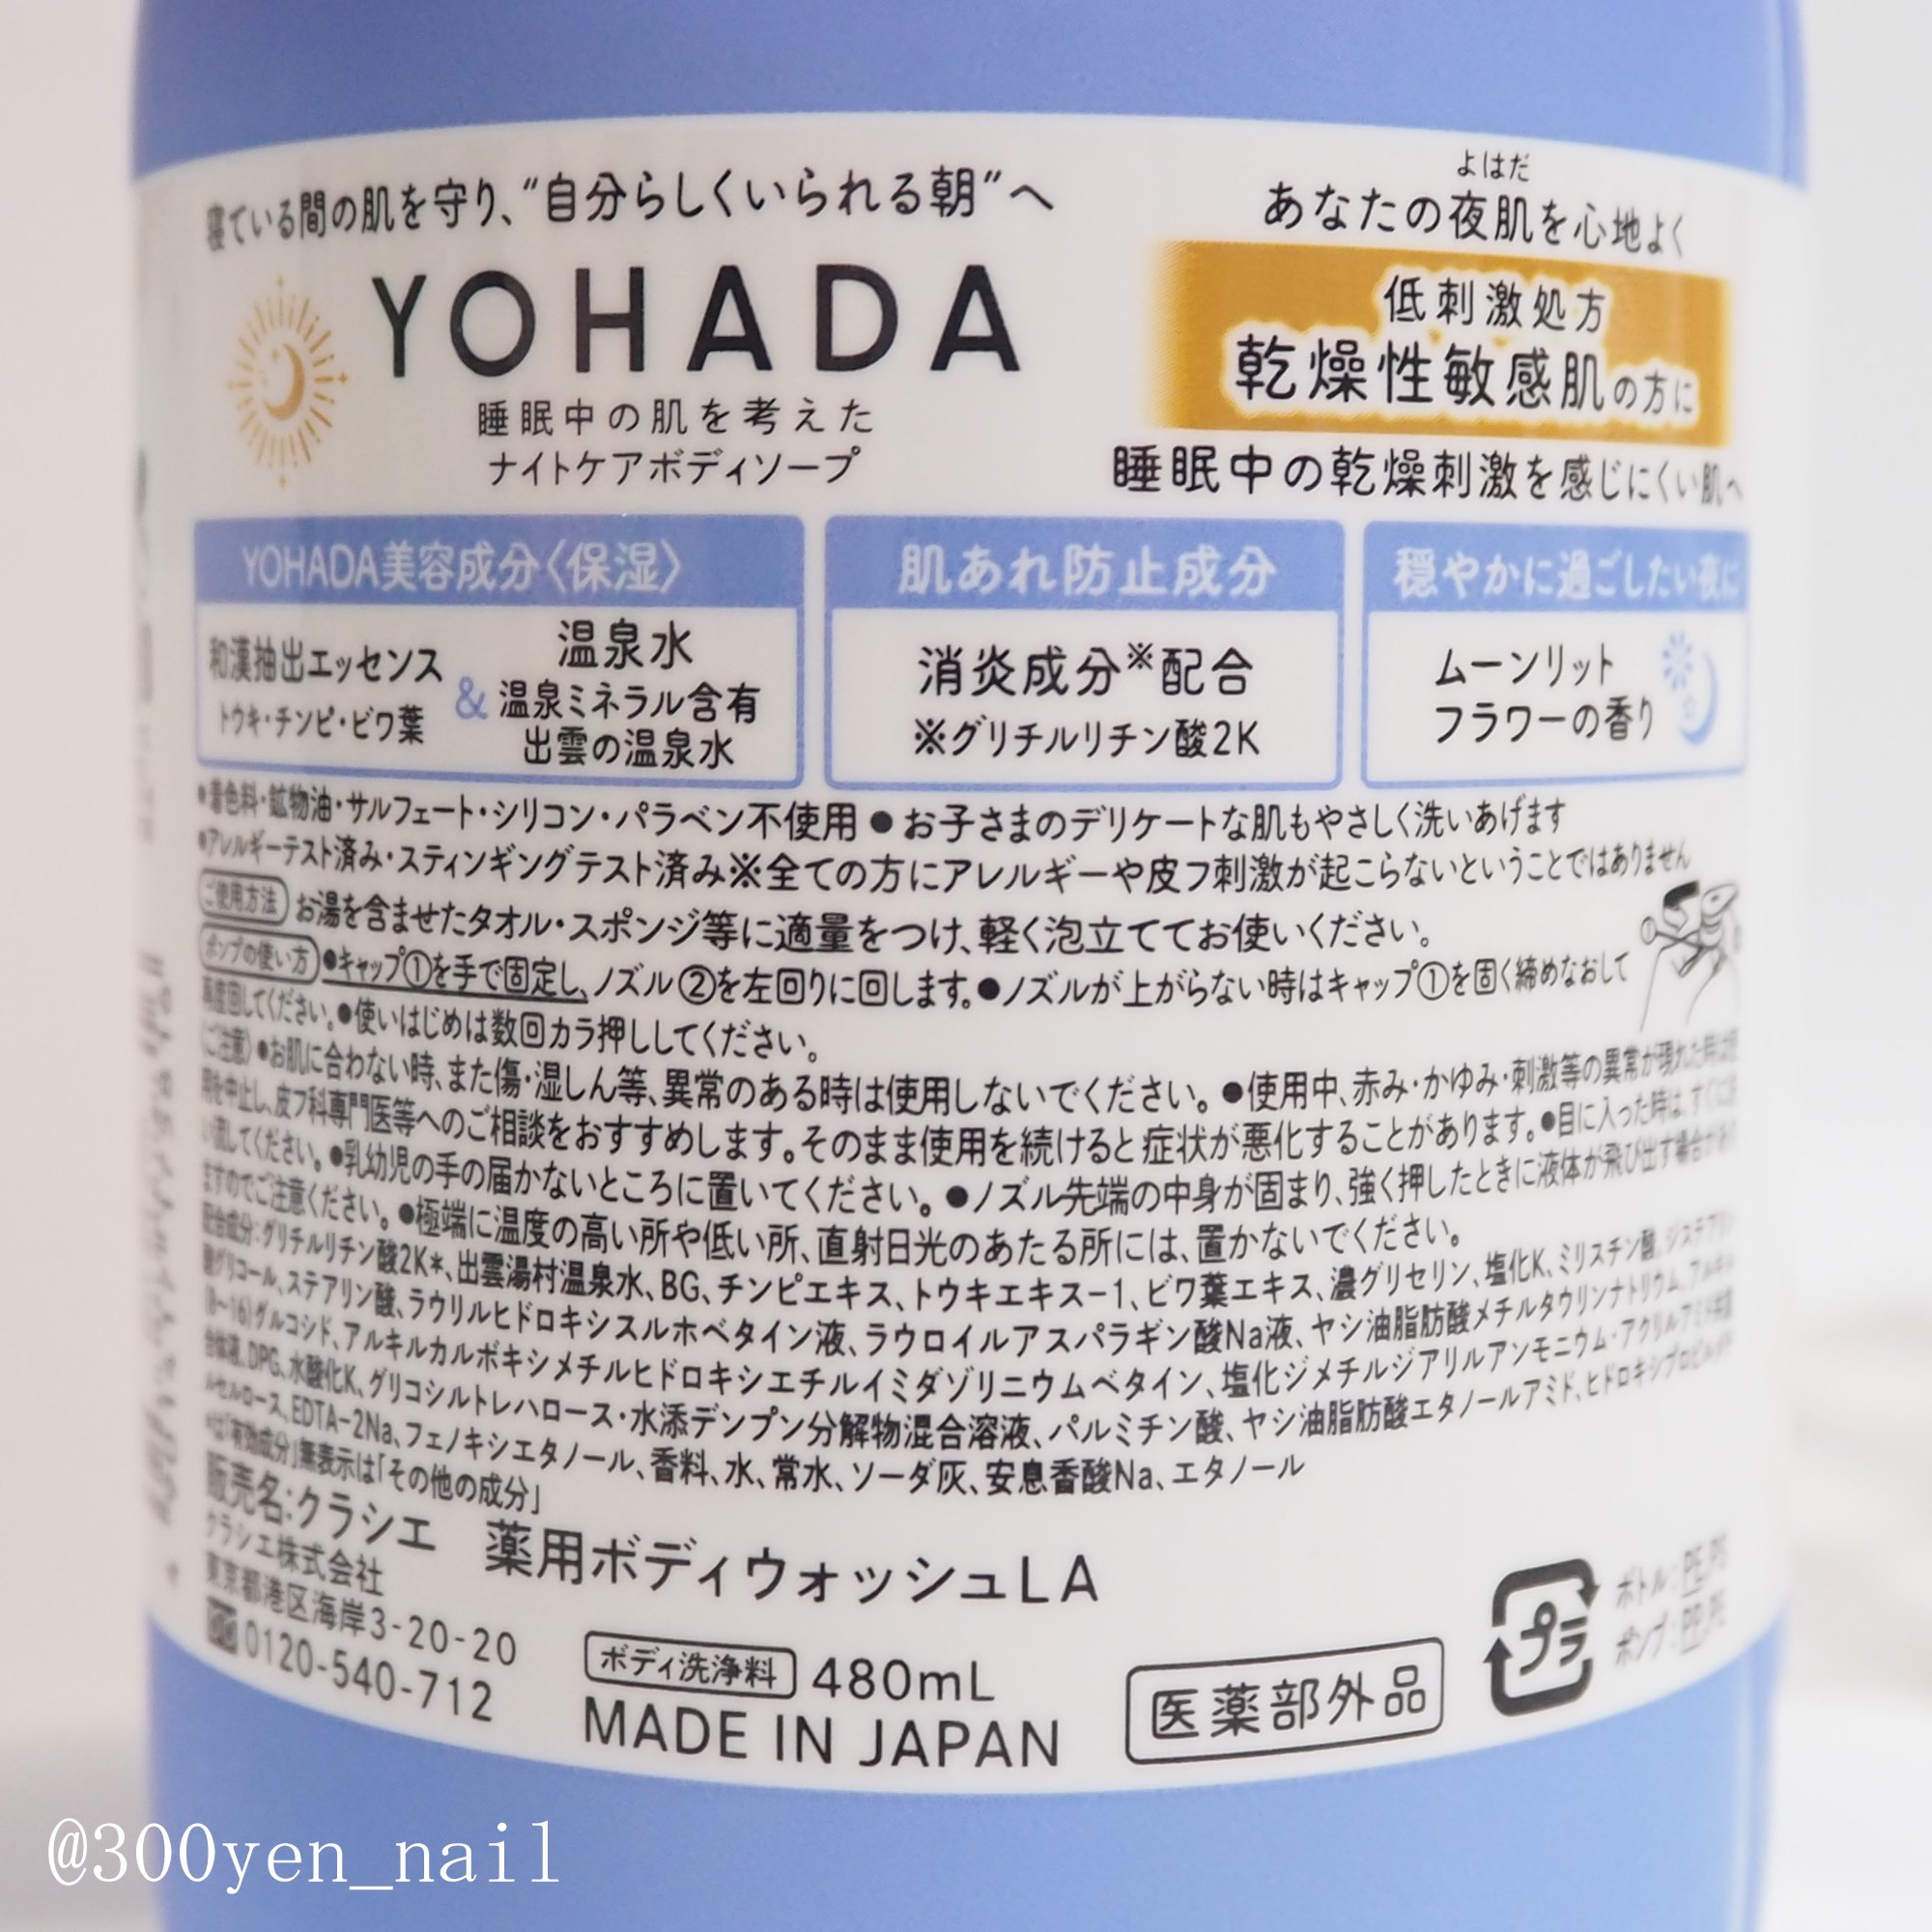 寝ている間の肌を守り、“自分らしくいられる朝”へ
YOHADA
睡眠中の肌を考えた
ナイトケアボディソープ
よはだ
あなたの夜肌を心地よく
低刺激処方
乾燥性敏感肌の方に
睡眠中の乾燥刺激を感じにくい肌へ
YOHADA美容成分〈保湿〉
和漢抽出エッセンス
トウキ・チンピ・ビワ葉
&
温泉水
温泉ミネラル含有
出雲の温泉水
肌あれ防止成分
消炎成分※配合
※グリチルリチン酸2K
穏やかに過ごしたい夜に
ムーンリット
フラワーの香り
●着色料・鉱物油・サルフェート・シリコン・パラベン不使用 ●お子さまのデリケートな肌もやさしく洗いあげます
●アレルギーテスト済み・スティンギングテスト済み※全ての方にアレルギーや皮フ刺激が起こらないということではありません
ご使用方法 お湯を含ませたタオル・スポンジ等に適量をつけ、軽く泡立ててお使いください。
ポンプの使い方 ●キャップ①を手で固定し、ノズル②を左回りに回します。●ノズルが上がらない時はキャップ①を固く締めなおして
再度回してください。●使いはじめは数回カラ押ししてください。
〈ご注意〉●お肌に合わない時、また傷・湿しん等、異常のある時は使用しないでください。●使用中、赤み・かゆみ・刺激等の異常が現れた時は使
用を中止し、皮フ科専門医等へのご相談をおすすめします。そのまま使用を続けると症状が悪化することがあります。●目に入った時は、すぐに洗
い流してください。●乳幼児の手の届かないところに置いてください。●ノズル先端の中身が固まり、強く押したときに液体が飛び出す場合があり
ますのでご注意ください。●極端に温度の高い所や低い所、直射日光のあたる所には、置かないでください。
配合成分:グリチルリチン酸2K*、出雲湯村温泉水、BG、チンピエキス、トウキエキス-1、ビワ葉エキス、濃グリセリン、塩化K、ミリスチン酸、ジステアリン
酸グリコール、ステアリン酸、ラウリルヒドロキシスルホベタイン液、ラウロイルアスパラギン酸Na液、ヤシ油脂肪酸メチルタウリンナトリウム、アルキル
(8〜16)グルコシド、アルキルカルボキシメチルヒドロキシエチルイミダゾリニウムベタイン、塩化ジメチルジアリルアンモニウム・アクリルアミド共重
合体液、DPG、水酸化K、グリコシルトレハロース・水添デンプン分解物混合溶液、パルミチン酸、ヤシ油脂肪酸エタノールアミド、ヒドロキシプロピルメチ
ルセルロース、EDTA-2Na、フェノキシエタノール、香料、水、常水、ソーダ灰、安息香酸Na、エタノール
*は「有効成分」無表示は「その他の成分」
販売名:クラシエ 薬用ボディウォッシュLA
クラシエ株式会社
東京都港区海岸3-20-20
0120-540-712
ボディ洗浄料 480mL
MADE IN JAPAN
医薬部外品
プラ
ボトル:PE,PS
ポンプ:PP,PE
@300yen_nail